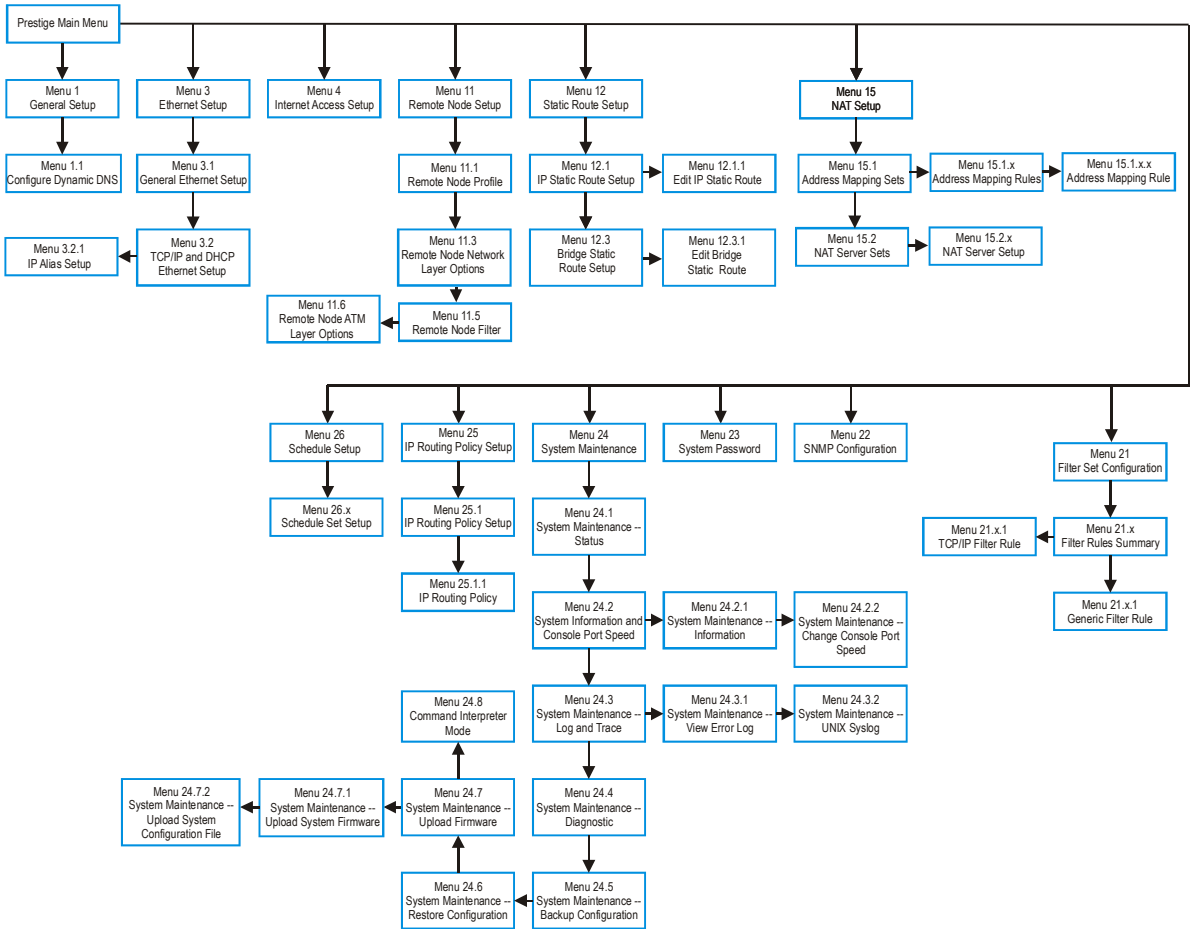 Prestige Main Menu
Menu 1
General Setup
Menu 3
Ethernet Setup
Menu 4
Internet Access Setup
Menu 11
Remote Node Setup
Menu 12
Static Route Setup
Menu 15
NAT Setup
Menu 1.1
Configure Dynamic DNS
Menu 3.1
General Ethernet Setup
Menu 11.1
Remote Node Profile
Menu 12.1
IP Static Route Setup
Menu 12.1.1
Edit IP Static Route
Menu 15.1
Address Mapping Sets
Menu 15.1.x
Address Mapping Rules
Menu 15.1.x.x
Address Mapping Rule
Menu 3.2.1
IP Alias Setup
Menu 3.2
TCP/IP and DHCP
Ethernet Setup
Menu 11.3
Remote Node Network
Layer Options
Menu 12.3
Bridge Static
Route Setup
Menu 12.3.1
Edit Bridge
Static Route
Menu 15.2
NAT Server Sets
Menu 15.2.x
NAT Server Setup
Menu 11.6
Remote Node ATM
Layer Options
Menu 11.5
Remote Node Filter
Menu 26
Schedule Setup
Menu 25
IP Routing Policy Setup
Menu 24
System Maintenance
Menu 23
System Password
Menu 22
SNMP Configuration
Menu 21
Filter Set Configuration
Menu 26.x
Schedule Set Setup
Menu 25.1
IP Routing Policy Setup
Menu 24.1
System Maintenance --
Status
Menu 21.x.1
TCP/IP Filter Rule
Menu 21.x
Filter Rules Summary
Menu 25.1.1
IP Routing Policy
Menu 24.2
System Information and
Console Port Speed
Menu 24.2.1
System Maintenance --
Information
Menu 24.2.2
System Maintenance --
Change Console Port
Speed
Menu 21.x.1
Generic Filter Rule
Menu 24.8
Command Interpreter
Mode
Menu 24.3
System Maintenance --
Log and Trace
Menu 24.3.1
System Maintenance --
View Error Log
Menu 24.3.2
System Maintenance --
UNIX Syslog
Menu 24.7.2
System Maintenance --
Upload System
Configuration File
Menu 24.7.1
System Maintenance --
Upload System Firmware
Menu 24.7
System Maintenance --
Upload Firmware
Menu 24.4
System Maintenance --
Diagnostic
Menu 24.6
System Maintenance --
Restore Configuration
Menu 24.5
System Maintenance --
Backup Configuration